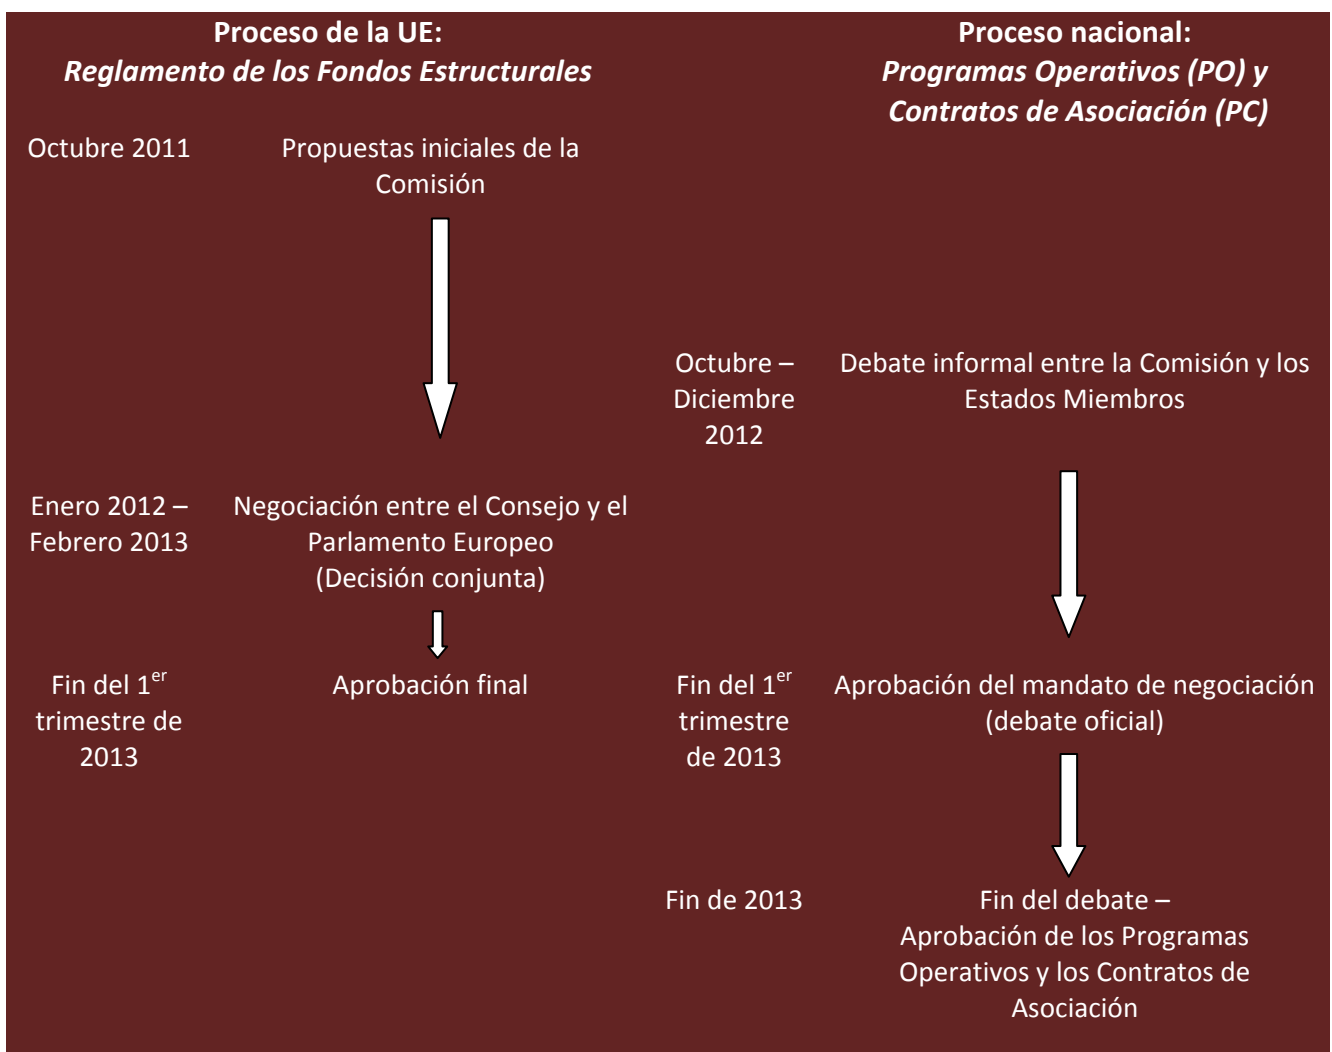 Proceso de la UE:
Reglamento de los Fondos Estructurales
Octubre 2011
Propuestas iniciales de la
Comisión
Enero 2012 –
Febrero 2013
Negociación entre el Consejo y el
Parlamento Europeo
(Decisión conjunta)
Fin del 1er
trimestre de
2013
Aprobación final
Proceso nacional:
Programas Operativos (PO) y
Contratos de Asociación (PC)
Octubre –
Diciembre
2012
Debate informal entre la Comisión y los
Estados Miembros
Fin del 1er
trimestre
de 2013
Aprobación del mandato de negociación
(debate oficial)
Fin de 2013
Fin del debate –
Aprobación de los Programas
Operativos y los Contratos de
Asociación